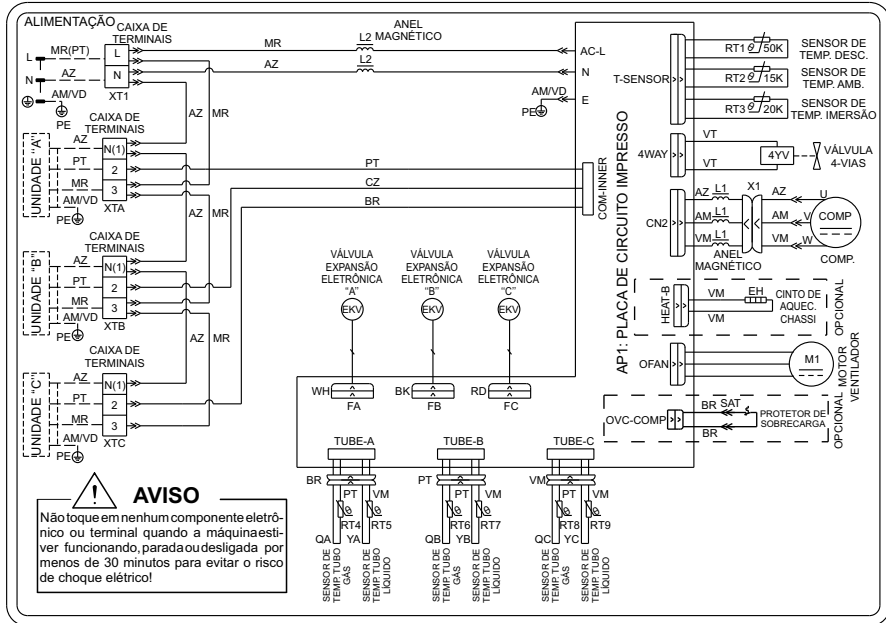 ALIMENTAÇÃO
CAIXA DE
TERMINAIS
L
MR(PT)
L
N
AZ
N
AM/VD
PE
XT1
MR
L2
ANEL
MAGNÉTICO
AZ
L2
AC-L
N
AM/VD
E
PE
AZ
MR
CAIXA DE
TERMINAIS
UNIDADE "A"
AZ
N(1)
PT
2
MR
3
AM/VD
PE
XTA
PT
CZ
BR
COM-INNER
AZ
MR
CAIXA DE
TERMINAIS
UNIDADE "B"
AZ
N(1)
PT
2
MR
3
AM/VD
PE
XTB
AZ
MR
CAIXA DE
TERMINAIS
UNIDADE "C"
AZ
N(1)
PT
2
MR
3
AM/VD
PE
XTC
VÁLVULA
EXPANSÃO
ELETRÔNICA
"A"
EKV
VÁLVULA
EXPANSÃO
ELETRÔNICA
"B"
EKV
VÁLVULA
EXPANSÃO
ELETRÔNICA
"C"
EKV
WH
FA
BK
FB
RD
FC
AP1: PLACA DE CIRCUITO IMPRESSO
T-SENSOR
RT1
50K
SENSOR DE
TEMP. DESC.
RT2
15K
SENSOR DE
TEMP. AMB.
RT3
20K
SENSOR DE
TEMP. IMERSÃO
4WAY
VT
VT
4YV
VÁLVULA
4-VIAS
CN2
AZ
L1
X1
AZ
U
AM
L1
AM
V
VM
L1
VM
W
COMP
COMP.
ANEL
MAGNÉTICO
HEAT-B
VM
EH
VM
CINTO DE
AQUEC.
CHASSI
OPCIONAL
OFAN
M1
MOTOR
VENTILADOR
OVC-COMP
BR
SAT
BR
PROTETOR DE
SOBRECARGA
OPCIONAL
TUBE-A
BR
PT
VM
RT4
RT5
QA
YA
SENSOR DE
TEMP. TUBO
GÁS
SENSOR DE
TEMP. TUBO
LÍQUIDO
TUBE-B
PT
PT
VM
RT6
RT7
QB
YB
SENSOR DE
TEMP. TUBO
GÁS
SENSOR DE
TEMP. TUBO
LÍQUIDO
TUBE-C
VM
PT
VM
RT8
RT9
QC
YC
SENSOR DE
TEMP. TUBO
GÁS
SENSOR DE
TEMP. TUBO
LÍQUIDO
! AVISO
Não toque em nenhum componente eletrô-
nico ou terminal quando a máquina esti-
ver funcionando, parada ou desligada por
menos de 30 minutos para evitar o risco
de choque elétrico!